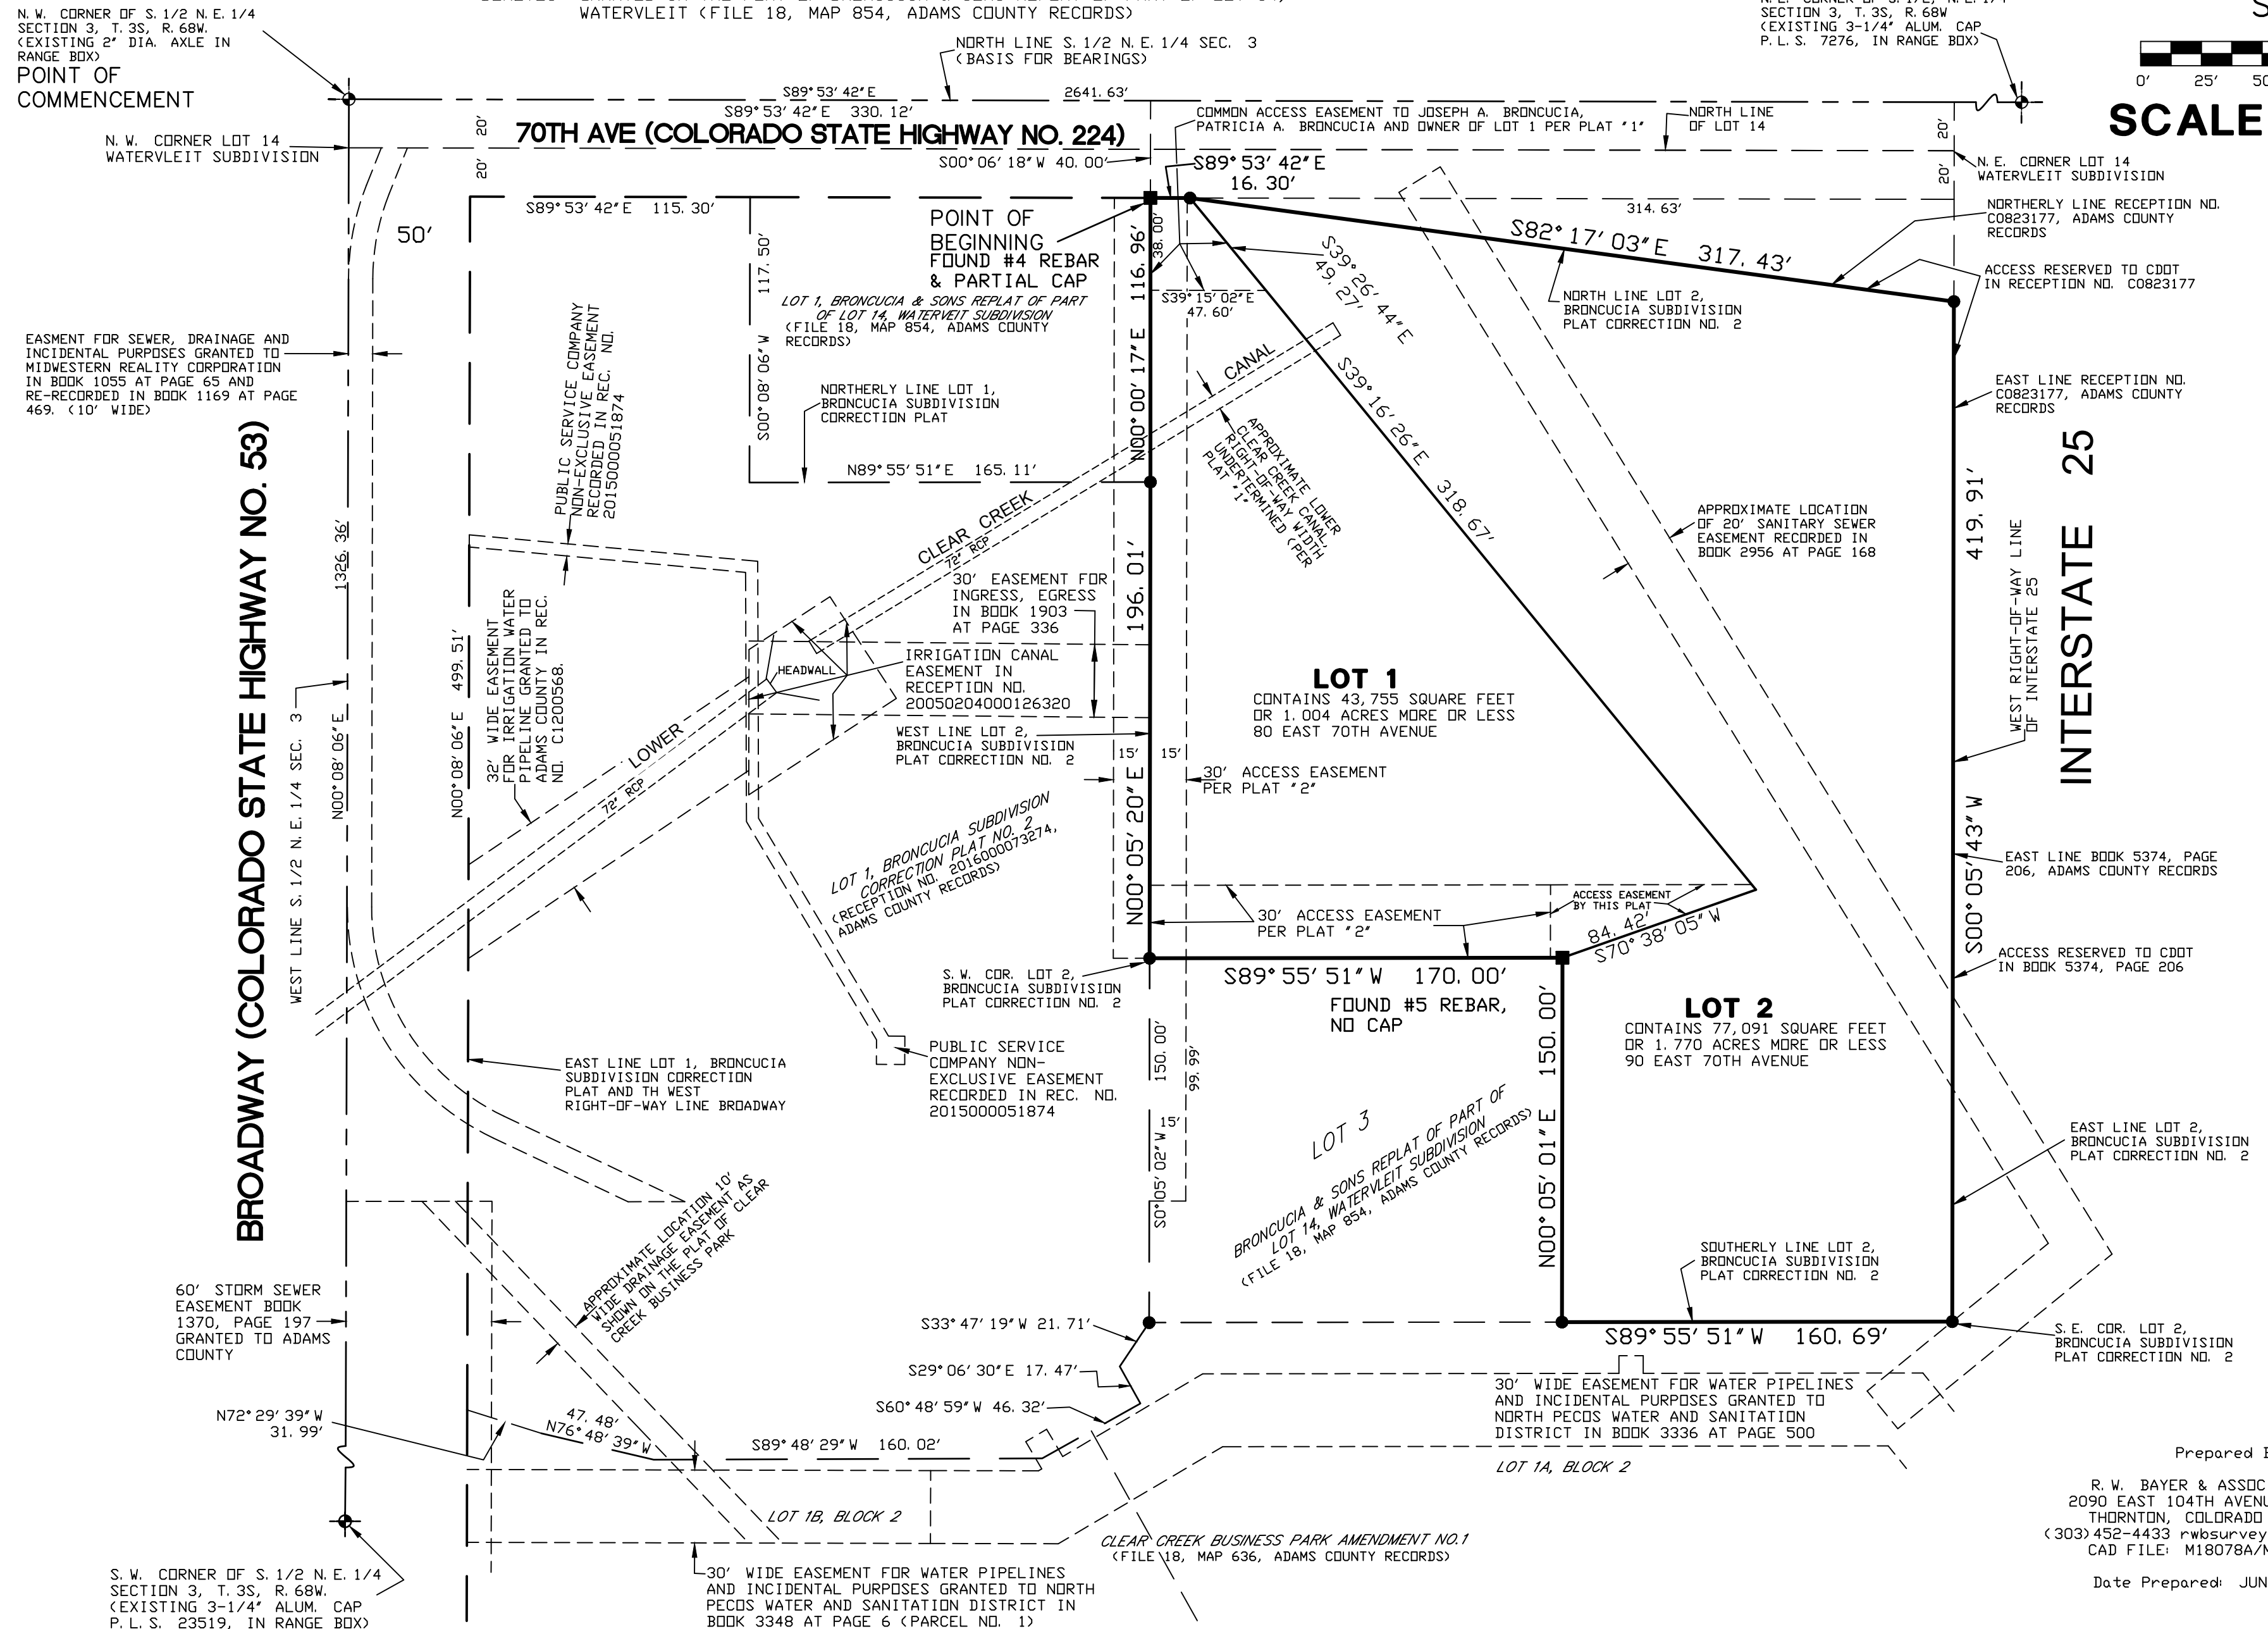 N. W. CORNER OF S. 1/2 N. E. 1/4
SECTION 3, T. 3S, R. 68W.
(EXISTING 2" DIA. AXLE IN
RANGE BOX)
POINT OF
COMMENCEMENT
WATERVLEIT (FILE 18, MAP 854, ADAMS COUNTY RECORDS)
NORTH LINE S. 1/2 N. E. 1/4 SEC. 3
(BASIS FOR BEARINGS)
SECTION 3, T. 3S, R. 68W
(EXISTING 3-1/4" ALUM. CAP
P. L. S. 7276, IN RANGE BOX)
0' 25'
SCALE
S89°53'42"E 2641.63'
S89°53'42"E 330.12'
20'
20'
70TH AVE (COLORADO STATE HIGHWAY NO. 224)
COMMON ACCESS EASEMENT TO JOSEPH A. BRONCUCIA,
PATRICIA A. BRONCUCIA AND OWNER OF LOT 1 PER PLAT "1"
NORTH LINE
OF LOT 14
20'
20'
N. W. CORNER LOT 14
WATERVLEIT SUBDIVISION
S00°06'18"W 40.00'
S89°53'42"E
16.30'
N. E. CORNER LOT 14
WATERVLEIT SUBDIVISION
S89°53'42"E 115.30'
314.63'
50'
POINT OF
BEGINNING
FOUND #4 REBAR
& PARTIAL CAP
38.00'
N00°00'17"E 116.96'
S39°26'44"E
49.27'
S82°17'03"E 317.43'
NORTHERLY LINE RECEPTION NO.
C0823177, ADAMS COUNTY
RECORDS
ACCESS RESERVED TO CDOT
IN RECEPTION NO. C0823177
S00°08'06"W 117.50'
LOT 1, BRONCUCIA & SONS REPLAT OF PART
OF LOT 14, WATERVEIT SUBDIVISION
(FILE 18, MAP 854, ADAMS COUNTY
RECORDS)
S39°15'02"E
47.60'
NORTH LINE LOT 2,
BRONCUCIA SUBDIVISION
PLAT CORRECTION NO. 2
EASMENT FOR SEWER, DRAINAGE AND
INCIDENTAL PURPOSES GRANTED TO
MIDWESTERN REALITY CORPORATION
IN BOOK 1055 AT PAGE 65 AND
RE-RECORDED IN BOOK 1169 AT PAGE
469. (10' WIDE)
PUBLIC SERVICE COMPANY
NON-EXCLUSIVE EASEMENT
RECORDED IN REC. NO.
2015000051874
NORTHERLY LINE LOT 1,
BRONCUCIA SUBDIVISION
CORRECTION PLAT
N89°55'51"E 165.11'
LOWER
CLEAR CREEK
CANAL
72" RCP
72" RCP
APPROXIMATE LOWER
CLEAR CREEK CANAL,
RIGHT-OF-WAY WIDTH
UNDERTERMINED (PER
PLAT "1"
S39°16'26"E 318.67'
EAST LINE RECEPTION NO.
C0823177, ADAMS COUNTY
RECORDS
INTERSTATE 25
WEST RIGHT-OF-WAY LINE
OF INTERSTATE 25
S00°05'43"W 419.91'
APPROXIMATE LOCATION
OF 20' SANITARY SEWER
EASEMENT RECORDED IN
BOOK 2956 AT PAGE 168
BROADWAY (COLORADO STATE HIGHWAY NO. 53)
WEST LINE S. 1/2 N. E. 1/4 SEC. 3
N00°08'06"E 1326.36'
N00°08'06"E 499.51'
32' WIDE EASEMENT
FOR IRRIGATION WATER
PIPELINE GRANTED TO
ADAMS COUNTY IN REC.
NO. C1200568.
30' EASEMENT FOR
INGRESS, EGRESS
IN BOOK 1903
AT PAGE 336
HEADWALL
IRRIGATION CANAL
EASEMENT IN
RECEPTION NO.
20050204000126320
WEST LINE LOT 2,
BRONCUCIA SUBDIVISION
PLAT CORRECTION NO. 2
N00°05'20"E 196.01'
LOT 1
CONTAINS 43,755 SQUARE FEET
OR 1.004 ACRES MORE OR LESS
80 EAST 70TH AVENUE
15' 15'
30' ACCESS EASEMENT
PER PLAT "2"
LOT 1, BRONCUCIA SUBDIVISION
CORRECTION PLAT NO. 2
(RECEPTION NO. 2016000073274,
ADAMS COUNTY RECORDS)
EAST LINE BOOK 5374, PAGE
206, ADAMS COUNTY RECORDS
ACCESS EASEMENT
BY THIS PLAT
30' ACCESS EASEMENT
PER PLAT "2"
84.42'
S70°38'05"W
ACCESS RESERVED TO CDOT
IN BOOK 5374, PAGE 206
S. W. COR. LOT 2,
BRONCUCIA SUBDIVISION
PLAT CORRECTION NO. 2
S89°55'51"W 170.00'
FOUND #5 REBAR,
NO CAP
LOT 2
CONTAINS 77,091 SQUARE FEET
OR 1.770 ACRES MORE OR LESS
90 EAST 70TH AVENUE
EAST LINE LOT 1, BRONCUCIA
SUBDIVISION CORRECTION
PLAT AND TH WEST
RIGHT-OF-WAY LINE BROADWAY
PUBLIC SERVICE
COMPANY NON-
EXCLUSIVE EASEMENT
RECORDED IN REC. NO.
2015000051874
S0°05'02"W 150.00'
99.99'
15'
LOT 3
BRONCUCIA & SONS REPLAT OF PART OF
LOT 14, WATERVLEIT SUBDIVISION
(FILE 18, MAP 854, ADAMS COUNTY RECORDS)
N00°05'01"E 150.00'
EAST LINE LOT 2,
BRONCUCIA SUBDIVISION
PLAT CORRECTION NO. 2
APPROXIMATE LOCATION 10'
WIDE DRAINAGE EASEMENT AS
SHOWN ON THE PLAT OF CLEAR
CREEK BUSINESS PARK
SOUTHERLY LINE LOT 2,
BRONCUCIA SUBDIVISION
PLAT CORRECTION NO. 2
60' STORM SEWER
EASEMENT BOOK
1370, PAGE 197
GRANTED TO ADAMS
COUNTY
S33°47'19"W 21.71'
S89°55'51"W 160.69'
S. E. COR. LOT 2,
BRONCUCIA SUBDIVISION
PLAT CORRECTION NO. 2
S29°06'30"E 17.47'
S60°48'59"W 46.32'
30' WIDE EASEMENT FOR WATER PIPELINES
AND INCIDENTAL PURPOSES GRANTED TO
NORTH PECOS WATER AND SANITATION
DISTRICT IN BOOK 3336 AT PAGE 500
N72°29'39"W
31.99'
47.48'
N76°48'39"W
S89°48'29"W 160.02'
LOT 1A, BLOCK 2
LOT 1B, BLOCK 2
CLEAR CREEK BUSINESS PARK AMENDMENT NO.1
(FILE 18, MAP 636, ADAMS COUNTY RECORDS)
S. W. CORNER OF S. 1/2 N. E. 1/4
SECTION 3, T. 3S, R. 68W.
(EXISTING 3-1/4" ALUM. CAP
P. L. S. 23519, IN RANGE BOX)
30' WIDE EASEMENT FOR WATER PIPELINES
AND INCIDENTAL PURPOSES GRANTED TO NORTH
PECOS WATER AND SANITATION DISTRICT IN
BOOK 3348 AT PAGE 6 (PARCEL NO. 1)
Prepared
R. W. BAYER & ASSOC
2090 EAST 104TH AVENU
THORNTON, COLORADO
(303)452-4433 rwbsurvey
CAD FILE: M18078A/
Date Prepared: JUN